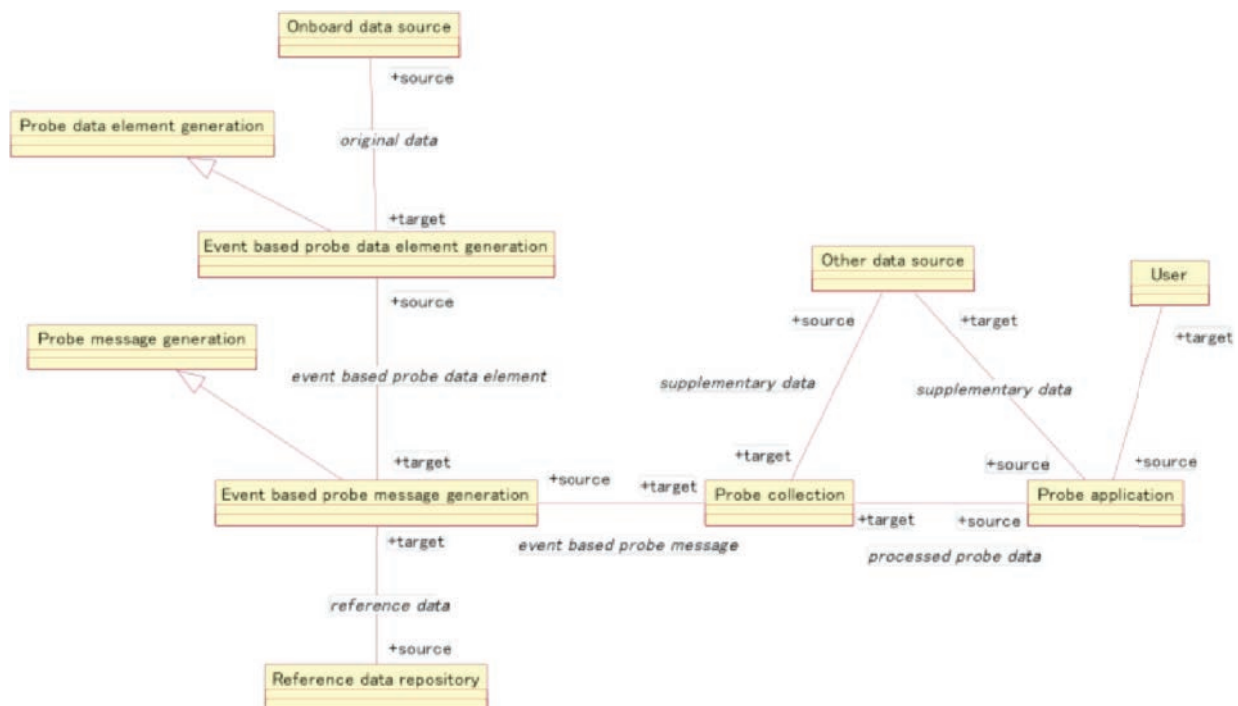 Onboard data source
+source
Probe data element generation
original data
+target
Event based probe data element generation
+source
Other data source
User
+source
+target
+target
Probe message generation
event based probe data element
supplementary data
supplementary data
+target
+source
+target
+target
+source
+source
Event based probe message generation
Probe collection
Probe application
+target
+target
+source
event based probe message
processed probe data
reference data
+source
Reference data repository